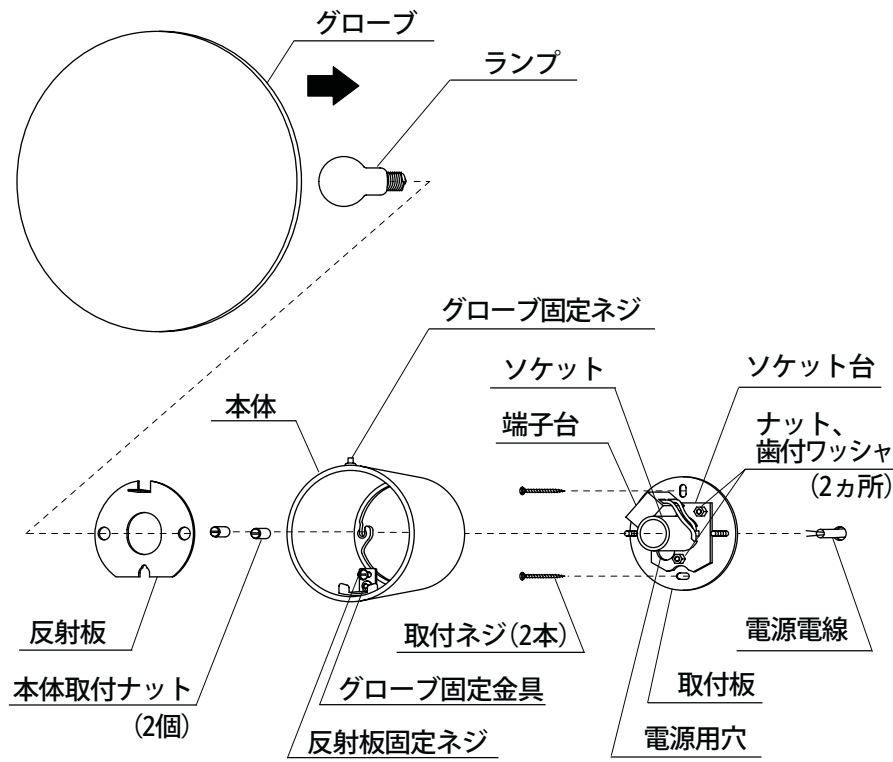 グローブ
ランプ
グローブ固定ネジ
ソケット
ソケット台
本体
端子台
ナット、
歯付ワッシャ
(2ヵ所)
反射板
取付ネジ(2本)
電源電線
本体取付ナット
(2個)
グローブ固定金具
取付板
反射板固定ネジ
電源用穴